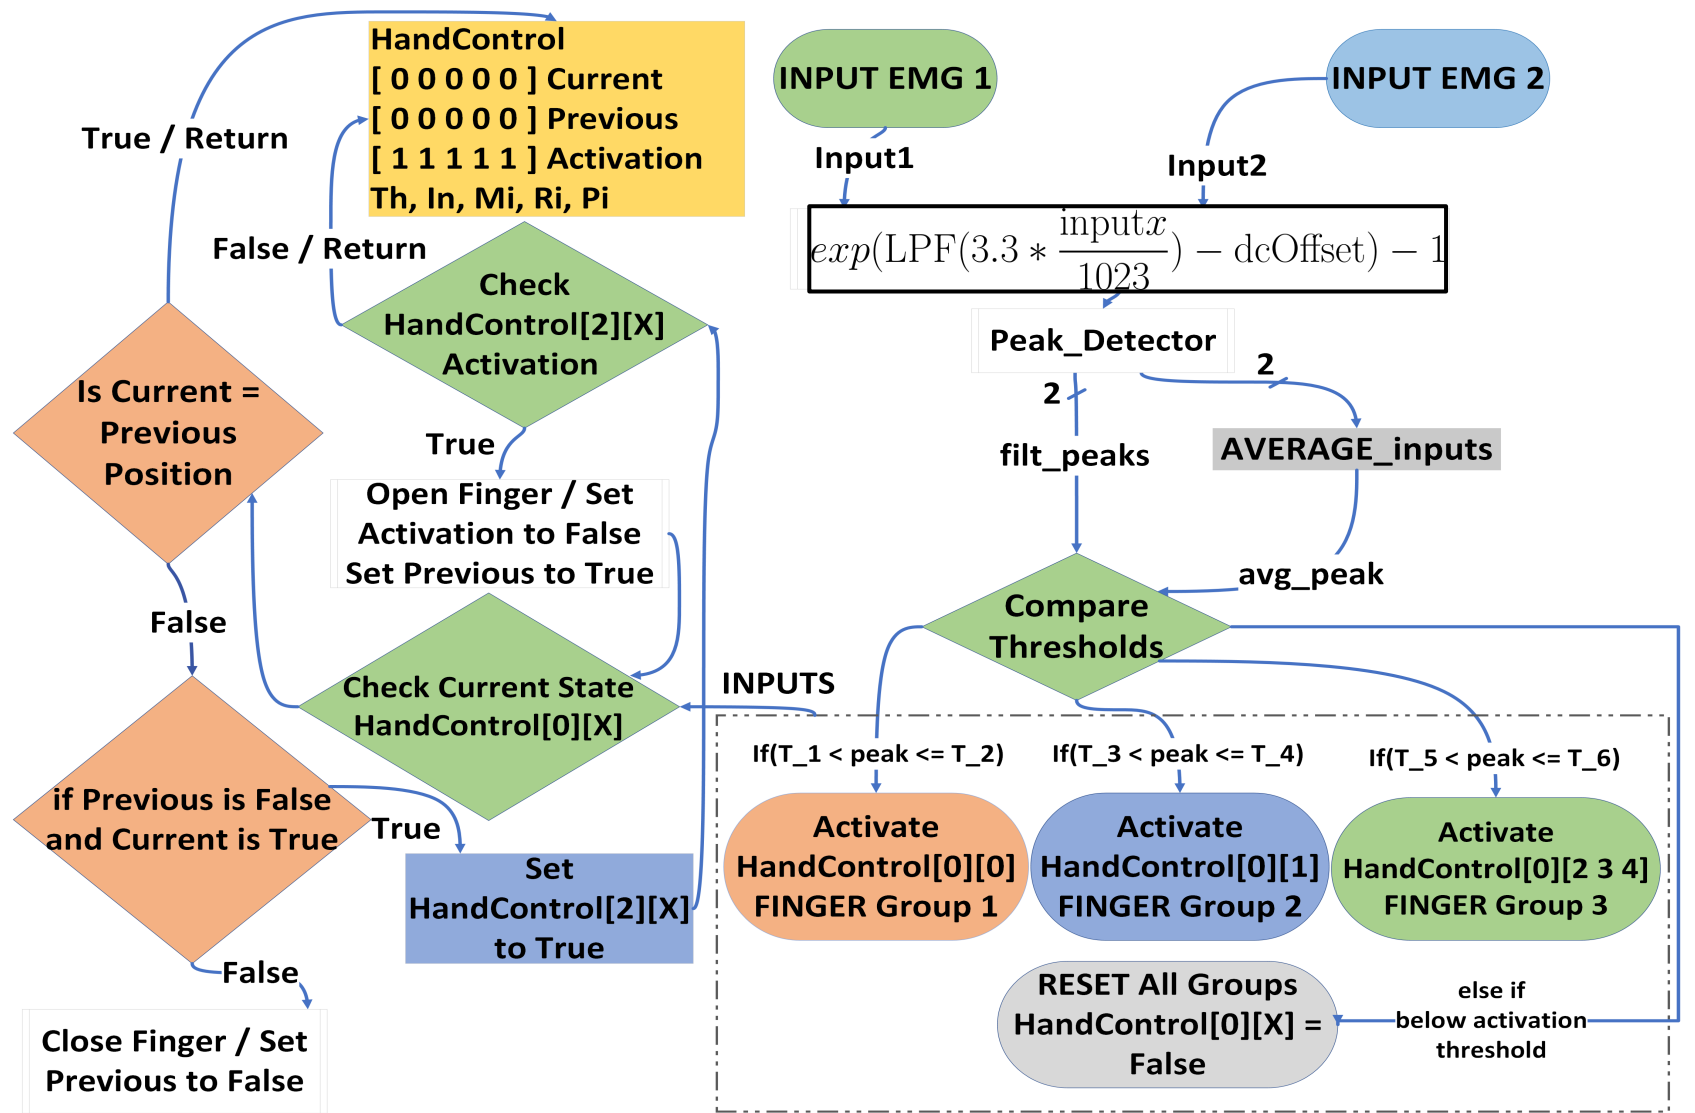 HandControl
[ 0 0 0 0 0 ] Current
[ 0 0 0 0 0 ] Previous
[ 1 1 1 1 1 ] Activation
Th, In, Mi, Ri, Pi
True / Return
False / Return
Check
HandControl[2][X]
Activation
Is Current =
Previous
Position
True
Open Finger / Set
Activation to False
Set Previous to True
False
Check Current State
HandControl[0][X]
if Previous is False
and Current is True
True
Set
HandControl[2][X]
to True
False
Close Finger / Set
Previous to False
INPUT EMG 1
INPUT EMG 2
Input1
Input2
exp(LPF(3.3 * inputx/1023) − dcOffset) − 1
Peak_Detector
2
2
filt_peaks
AVERAGE_inputs
avg_peak
Compare
Thresholds
INPUTS
If(T_1 < peak <= T_2)
If(T_3 < peak <= T_4)
If(T_5 < peak <= T_6)
Activate
HandControl[0][0]
FINGER Group 1
Activate
HandControl[0][1]
FINGER Group 2
Activate
HandControl[0][2 3 4]
FINGER Group 3
RESET All Groups
HandControl[0][X] =
False
else if
below activation
threshold